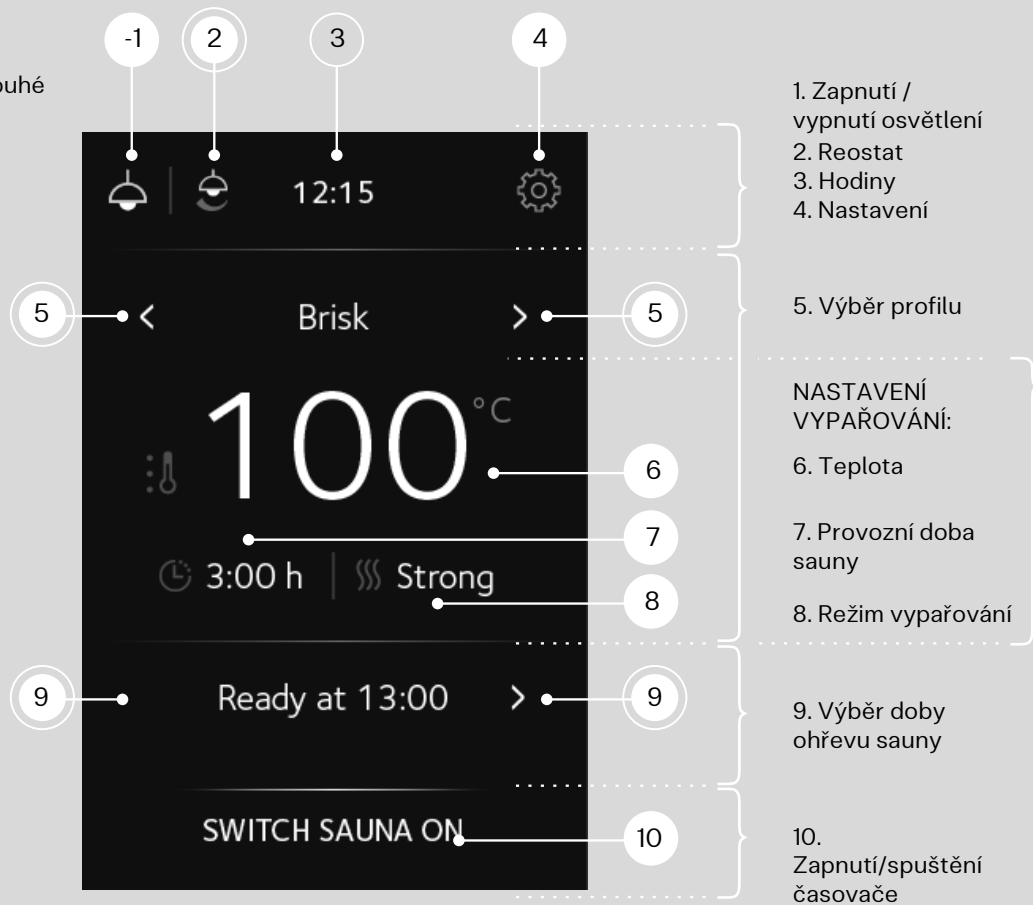 -1
2
3
4
ouhé
12:15
5
Brisk
5
100 °C
6
7
3:00 h
Strong
8
9
Ready at 13:00
9
SWITCH SAUNA ON
10
1. Zapnutí /
vypnutí osvětlení
2. Reostat
3. Hodiny
4. Nastavení
5. Výběr profilu
NASTAVENÍ
VYPAŘOVÁNÍ:
6. Teplota
7. Provozní doba
sauny
8. Režim vypařování
9. Výběr doby
ohřevu sauny
10.
Zapnutí/spuštění
časovače